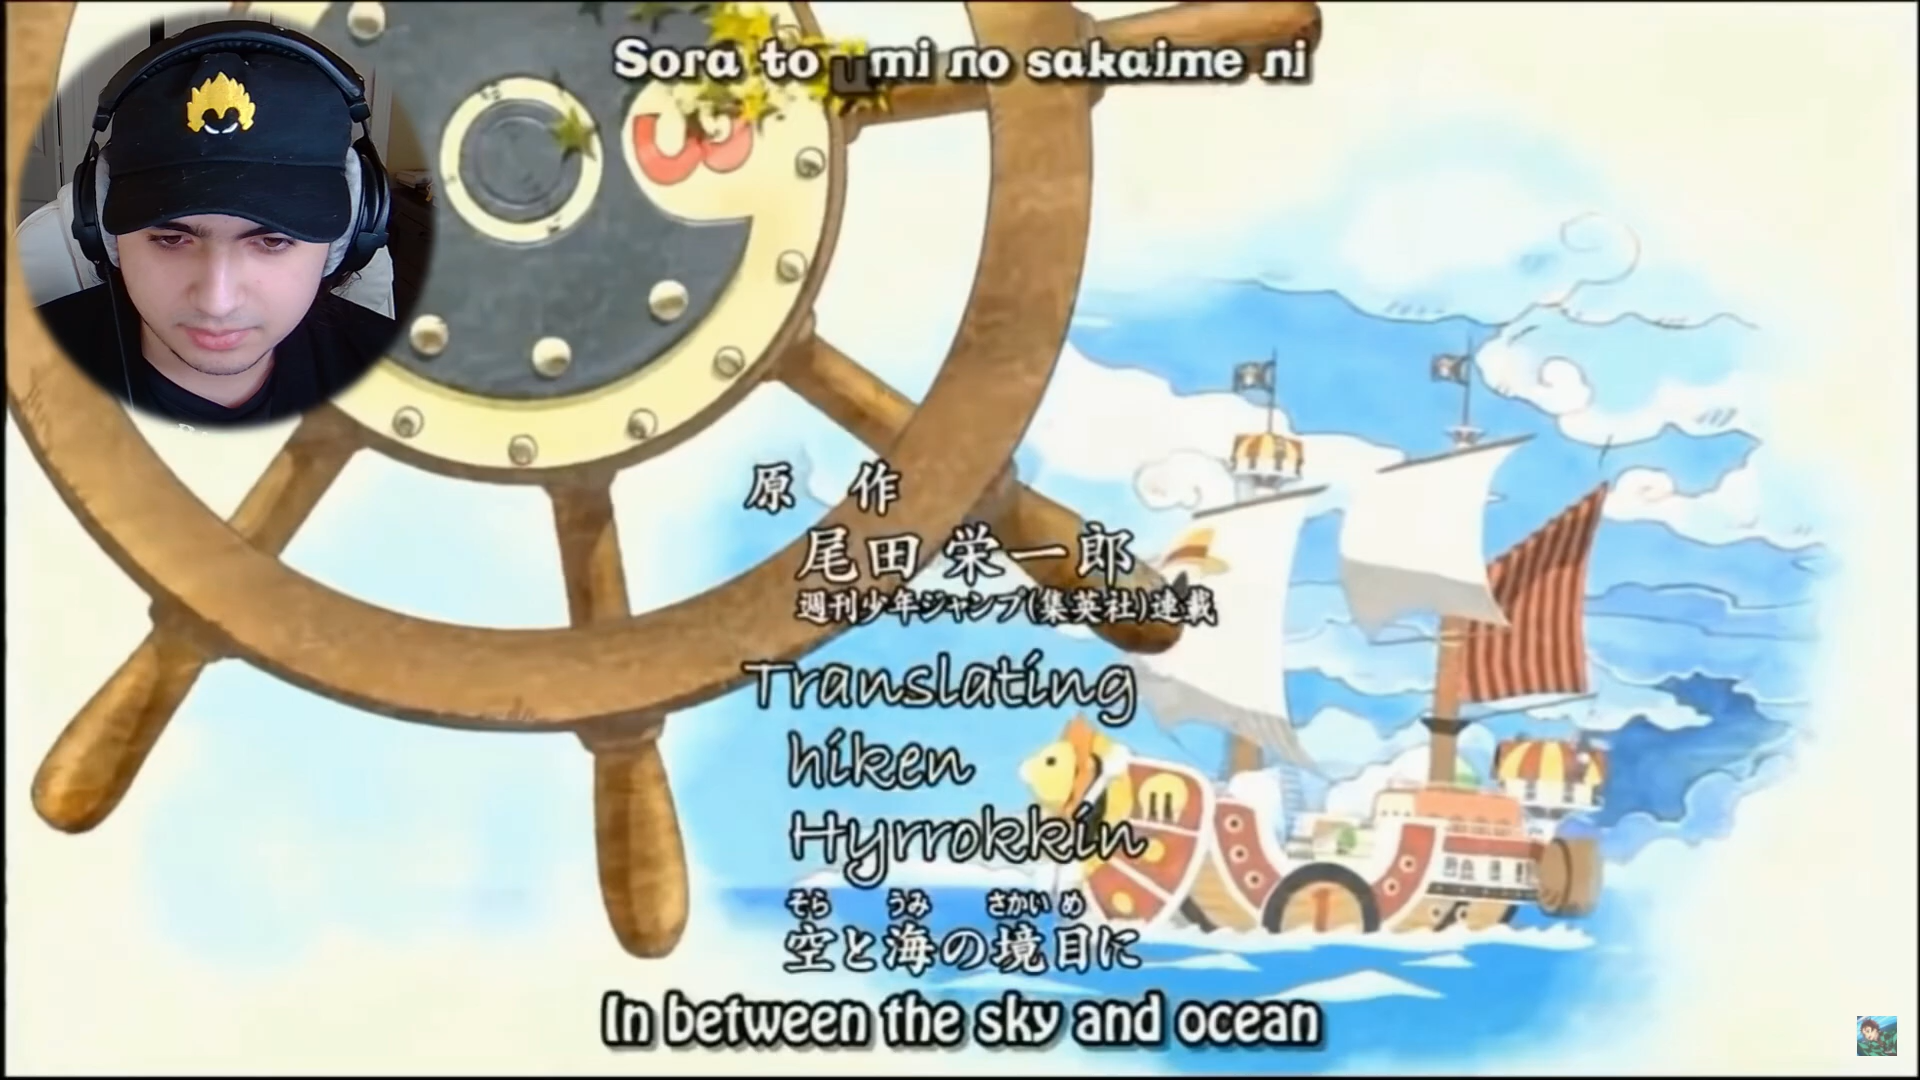 Sora to umi no sakaime ni
原 作
尾田 栄一郎
週刊少年ジャンプ(集英社)連載
Translating
hiken
Hyrrokkin
そら うみ さかい め
空と海の境目に
In between the sky and ocean